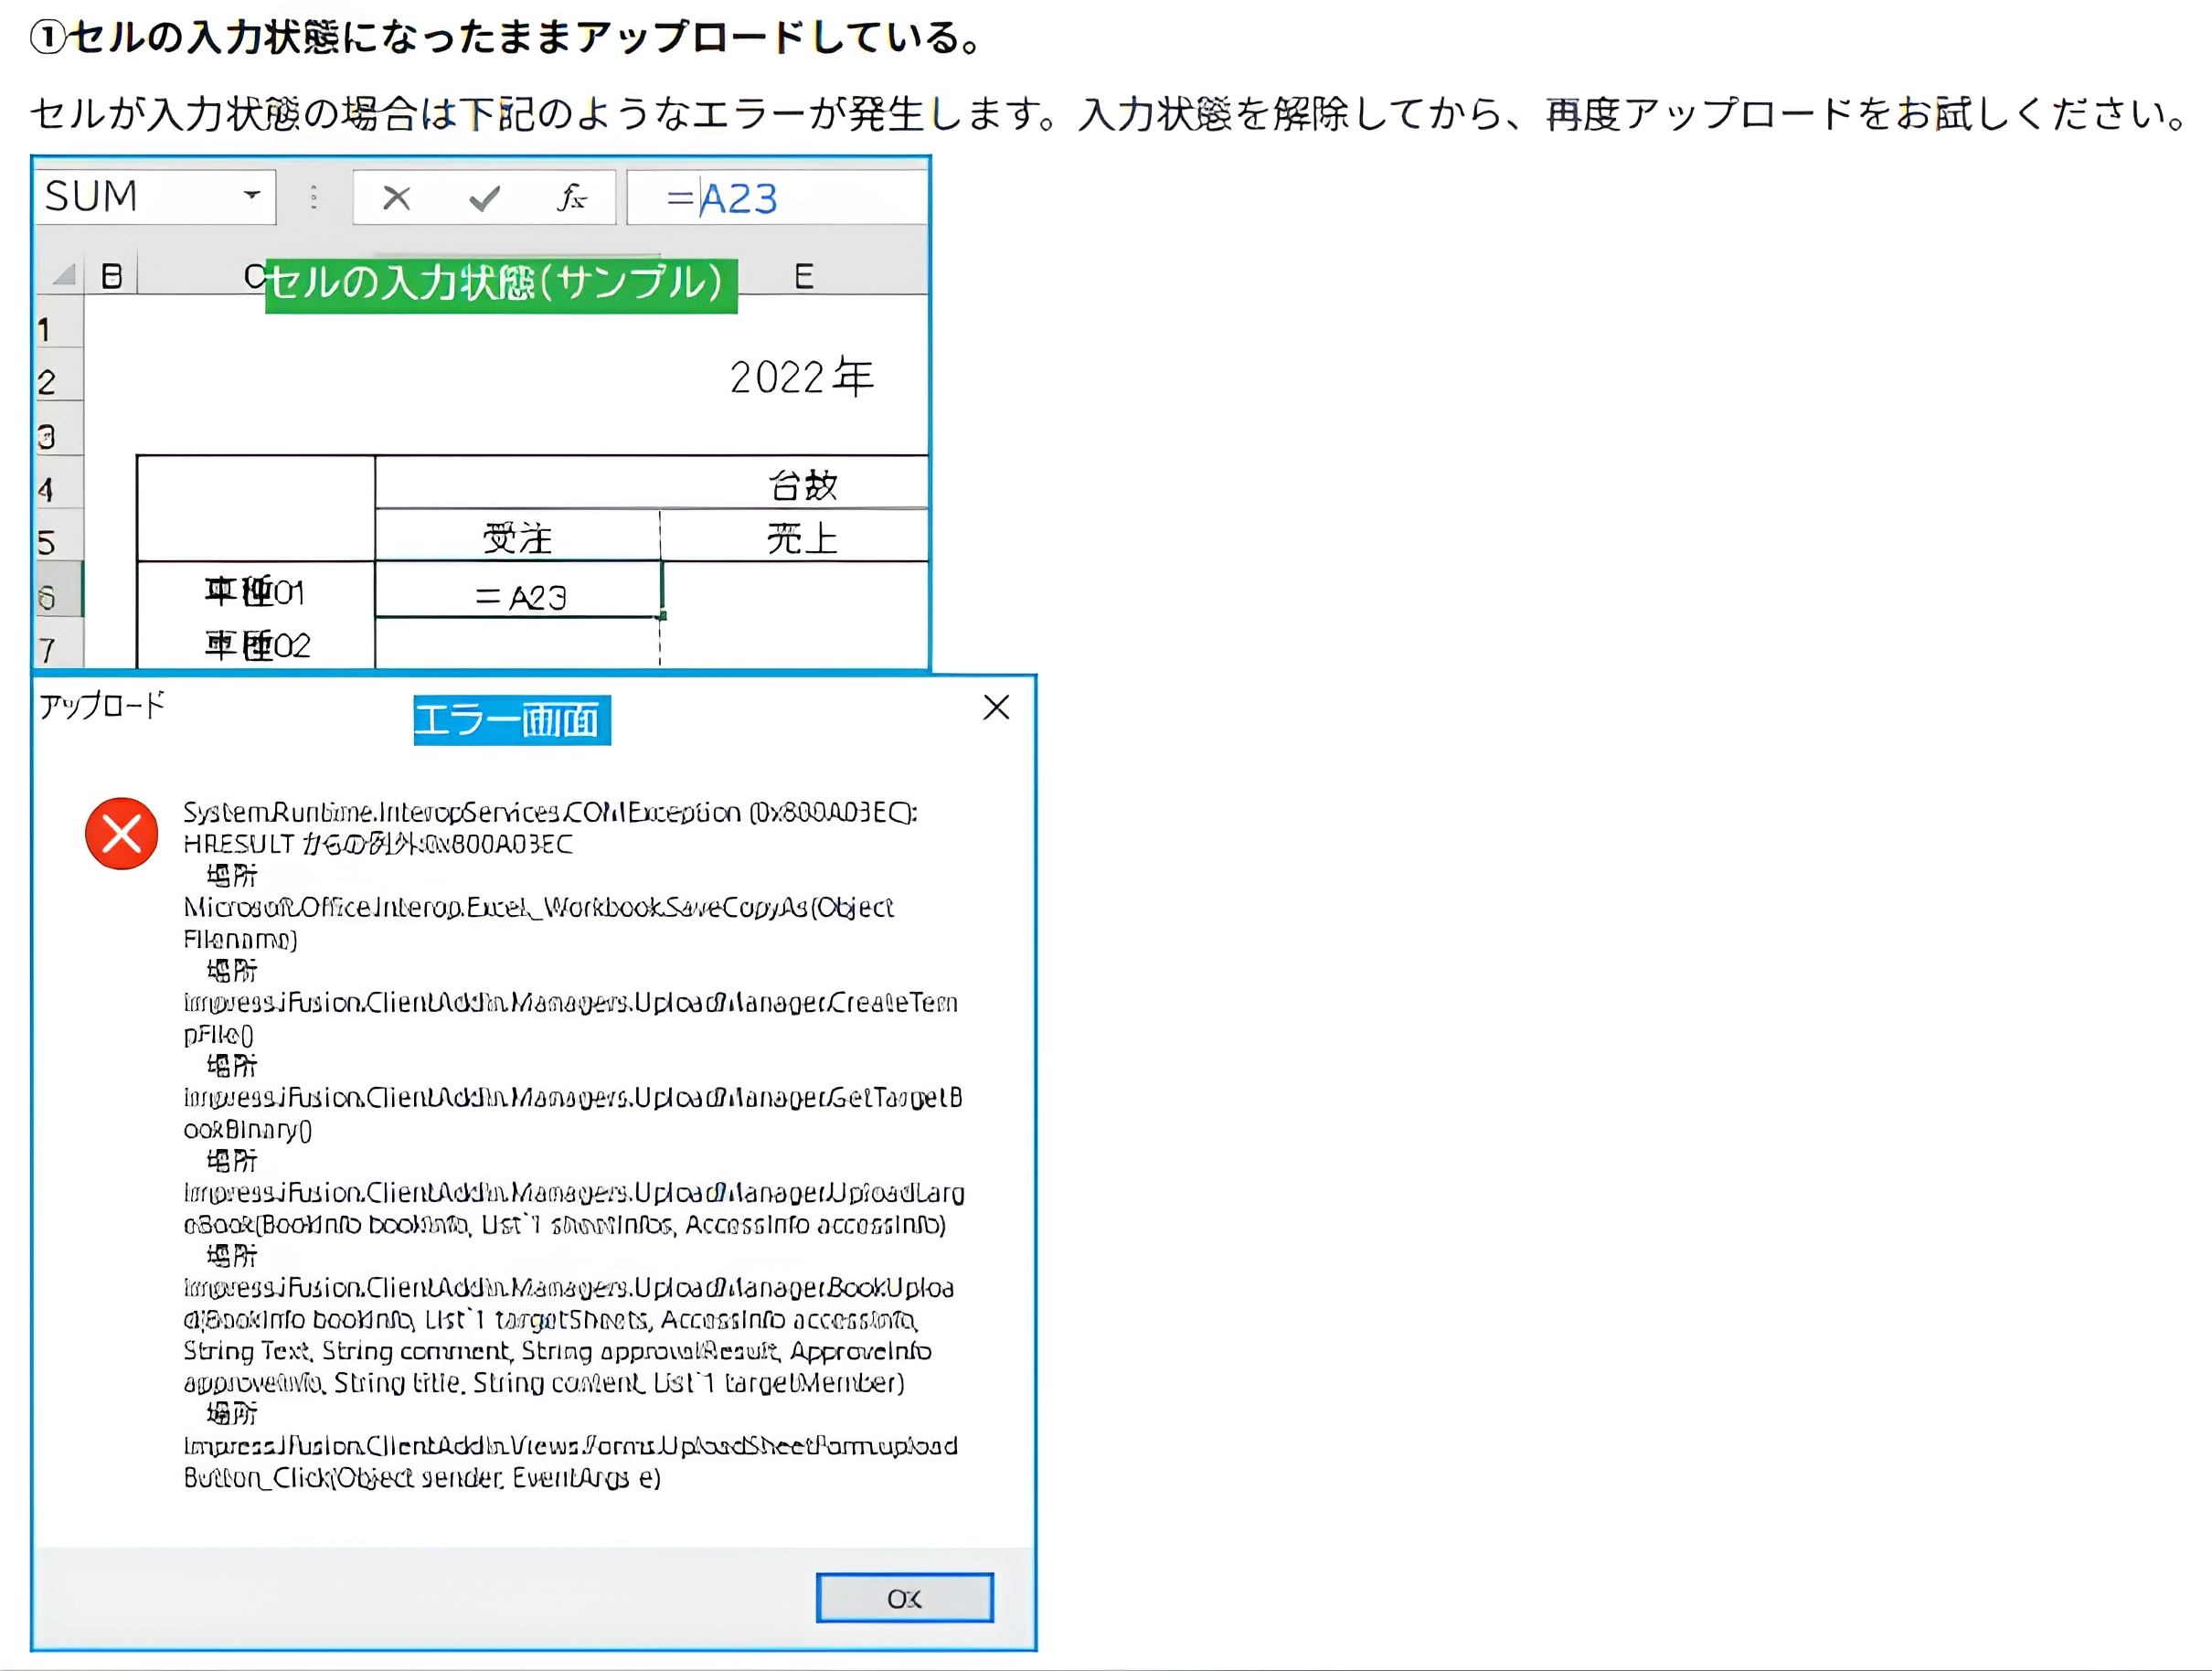 ①セルの入力状態になったままアップロードしている。
セルが入力状態の場合は下記のようなエラーが発生します。入力状態を解除してから、再度アップロードをお試しください。
SUM fx =A23
B C セルの入力状態(サンプル) E
1
2 2022年
3
4 台数
5 受注 売上
6 車種01 =A23
7 車種02
アップロード
エラー画面
System.Runtime.InteropServices.COMException (0x800A03EC):
HRESULT からの例外:0x800A03EC
場所
Microsoft.Office.Interop.Excel._Workbook.SaveCopyAs(Object
Filename)
場所
Impress.iFusion.ClientAddIn.Managers.UploadManager.CreateTem
pFile()
場所
Impress.iFusion.ClientAddIn.Managers.UploadManager.GetTargetB
ookBinary()
場所
Impress.iFusion.ClientAddIn.Managers.UploadManager.UploadLarg
eBook(BookInfo bookInfo, List`1 sheetInfos, AccessInfo accessInfo)
場所
Impress.iFusion.ClientAddIn.Managers.UploadManager.BookUploa
d(BookInfo bookInfo, List`1 targetSheets, AccessInfo accessInfo,
String Text, String comment, String approvalResult, ApproveInfo
approveInfo, String title, String content, List`1 targetMember)
場所
Impress.iFusion.ClientAddIn.Views.Forms.UploadSheetForm.upload
Button_Click(Object sender, EventArgs e)
OK